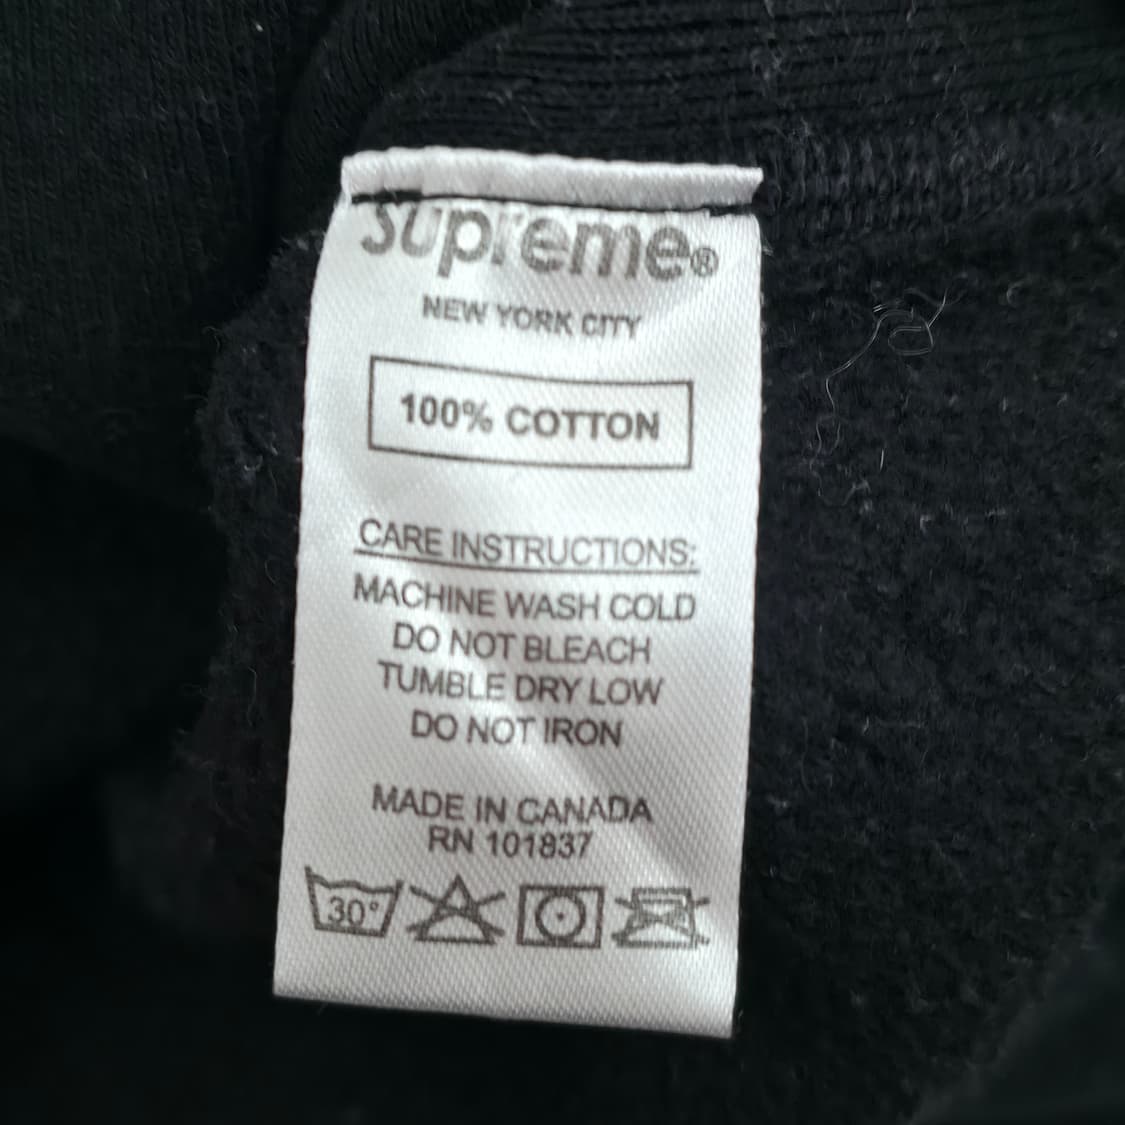 Supreme®
NEW YORK CITY
100% COTTON
CARE INSTRUCTIONS:
MACHINE WASH COLD
DO NOT BLEACH
TUMBLE DRY LOW
DO NOT IRON
MADE IN CANADA
RN 101837
30°